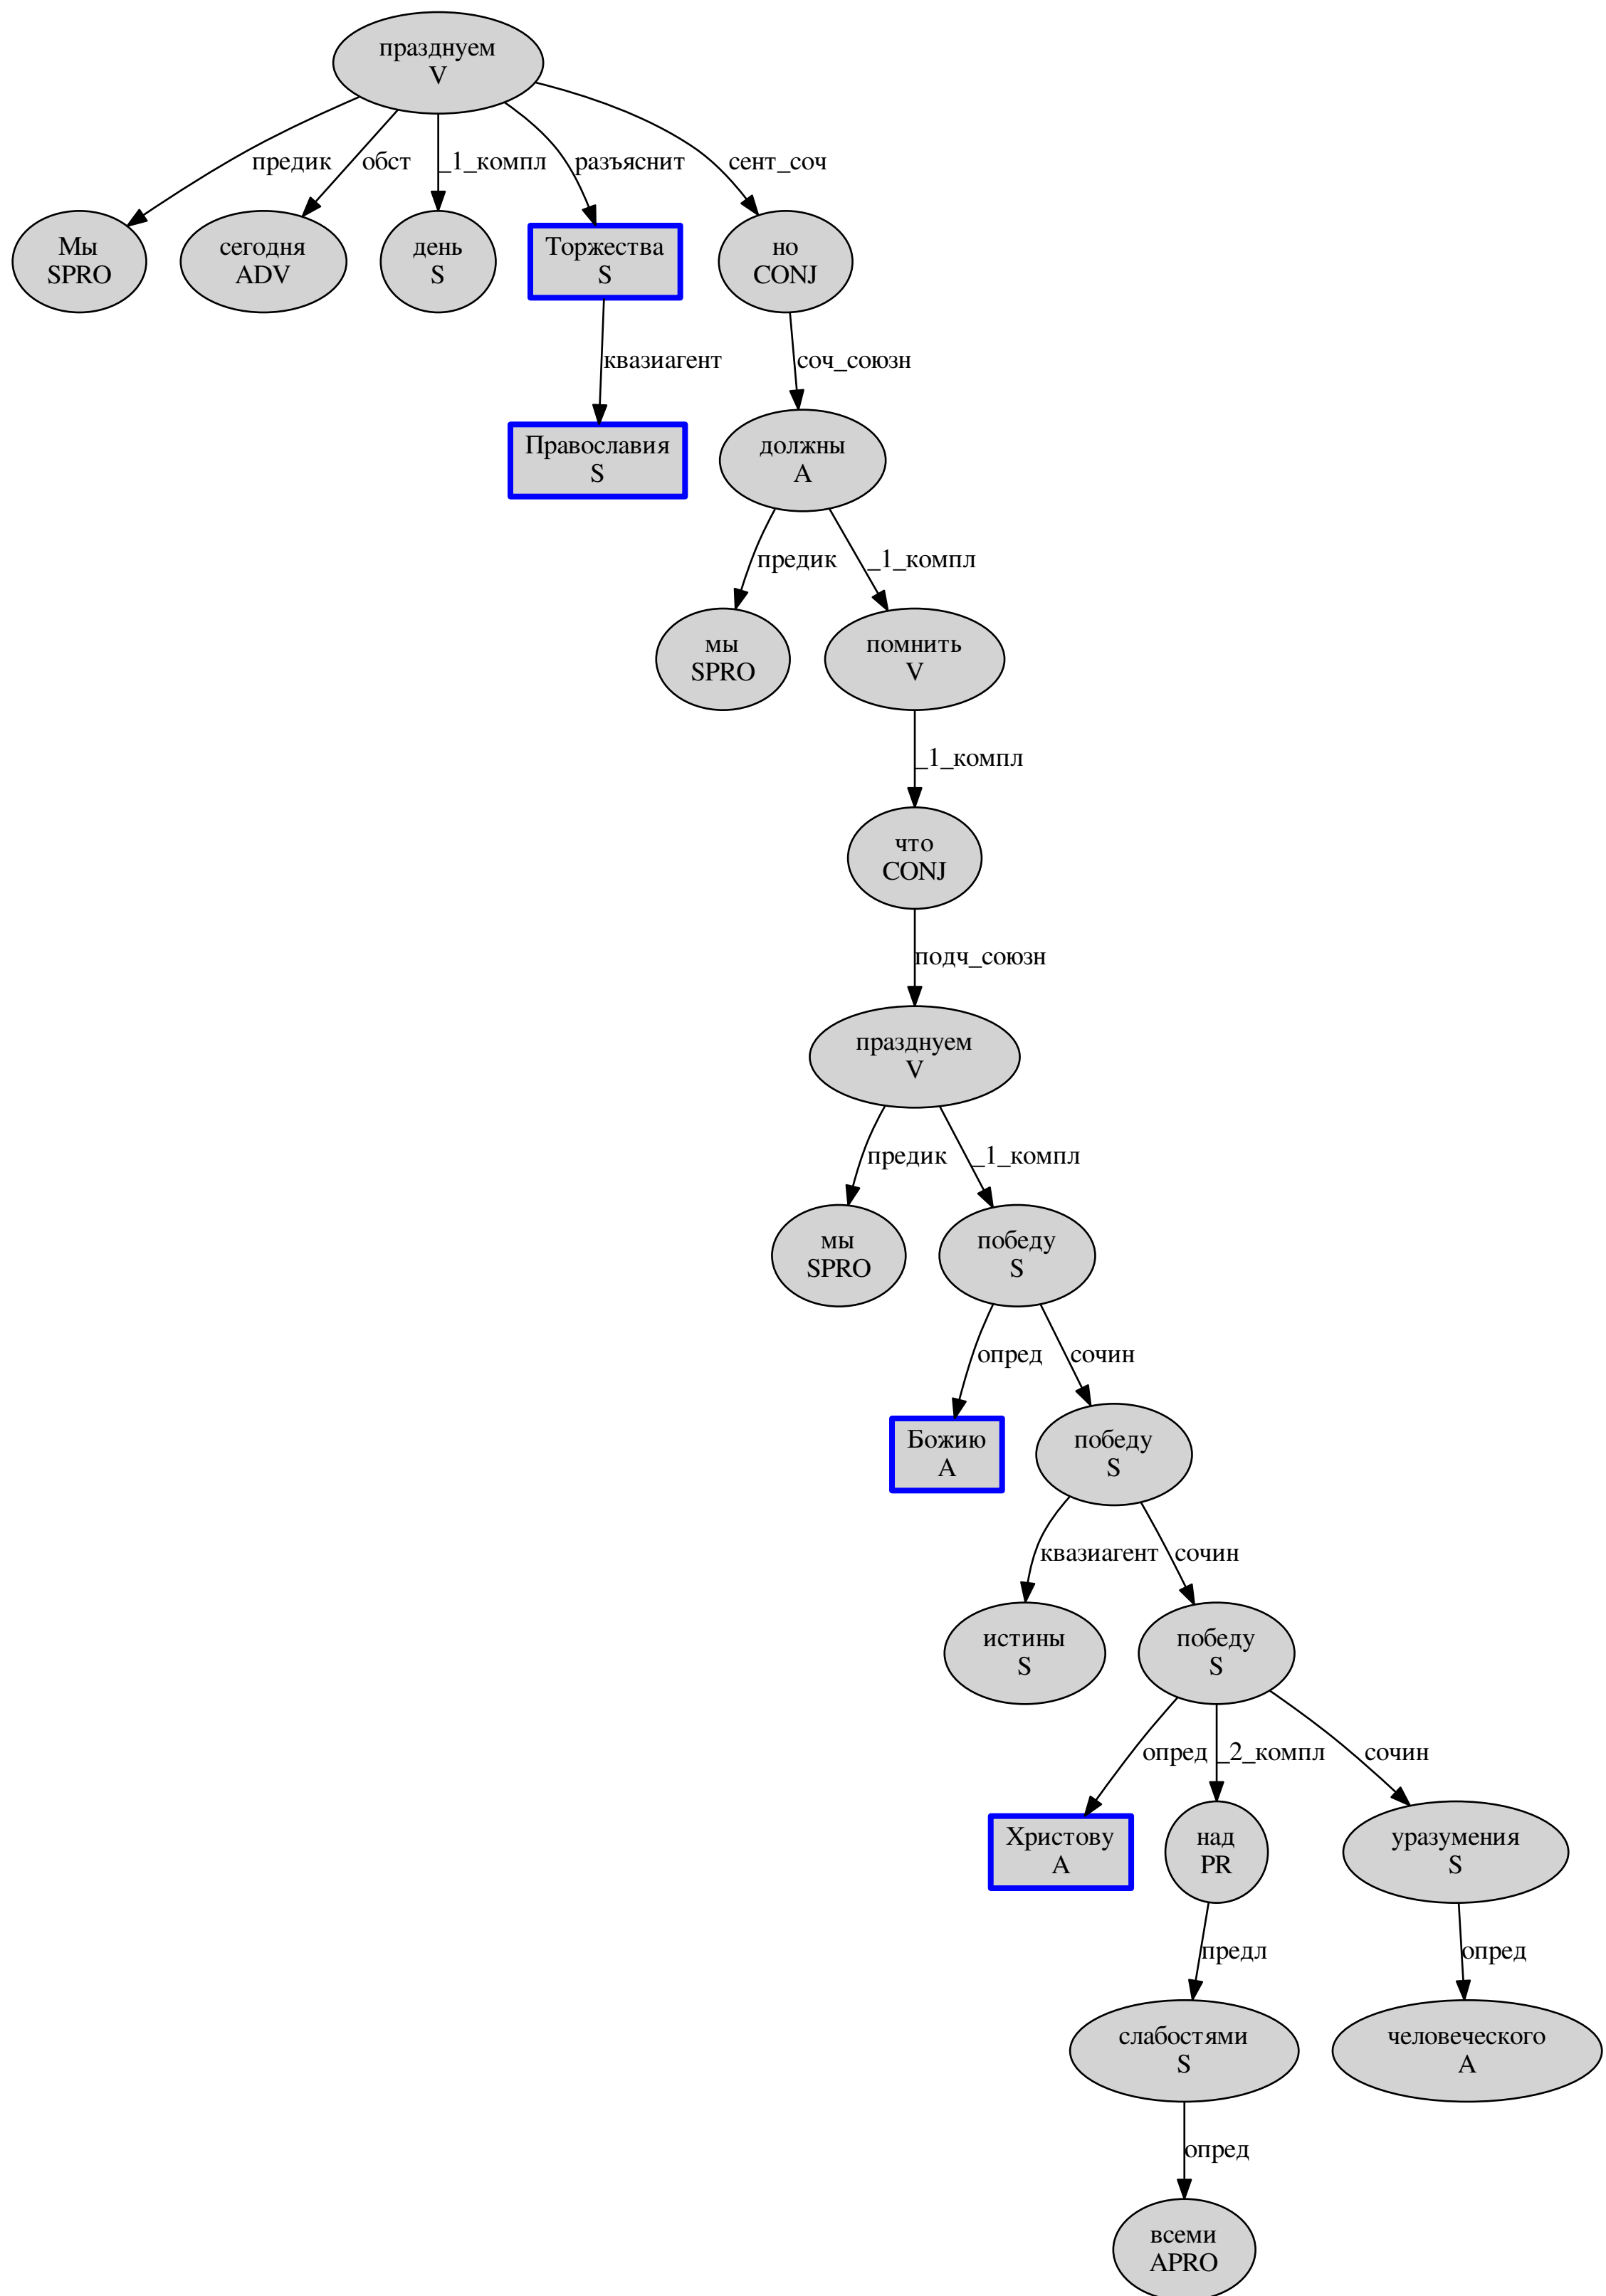 празднуем
V
предик
обст
_1_компл
разъяснит
сент_соч
Мы
SPRO
сегодня
ADV
день
S
Торжества
S
но
CONJ
квазиагент
соч_союзн
Православия
S
должны
A
предик
_1_компл
мы
SPRO
помнить
V
_1_компл
что
CONJ
подч_союзн
празднуем
V
предик
_1_компл
мы
SPRO
победу
S
опред
сочин
Божию
A
победу
S
квазиагент
сочин
истины
S
победу
S
опред
_2_компл
сочин
Христову
A
над
PR
уразумения
S
предл
опред
слабостями
S
человеческого
A
опред
всеми
APRO